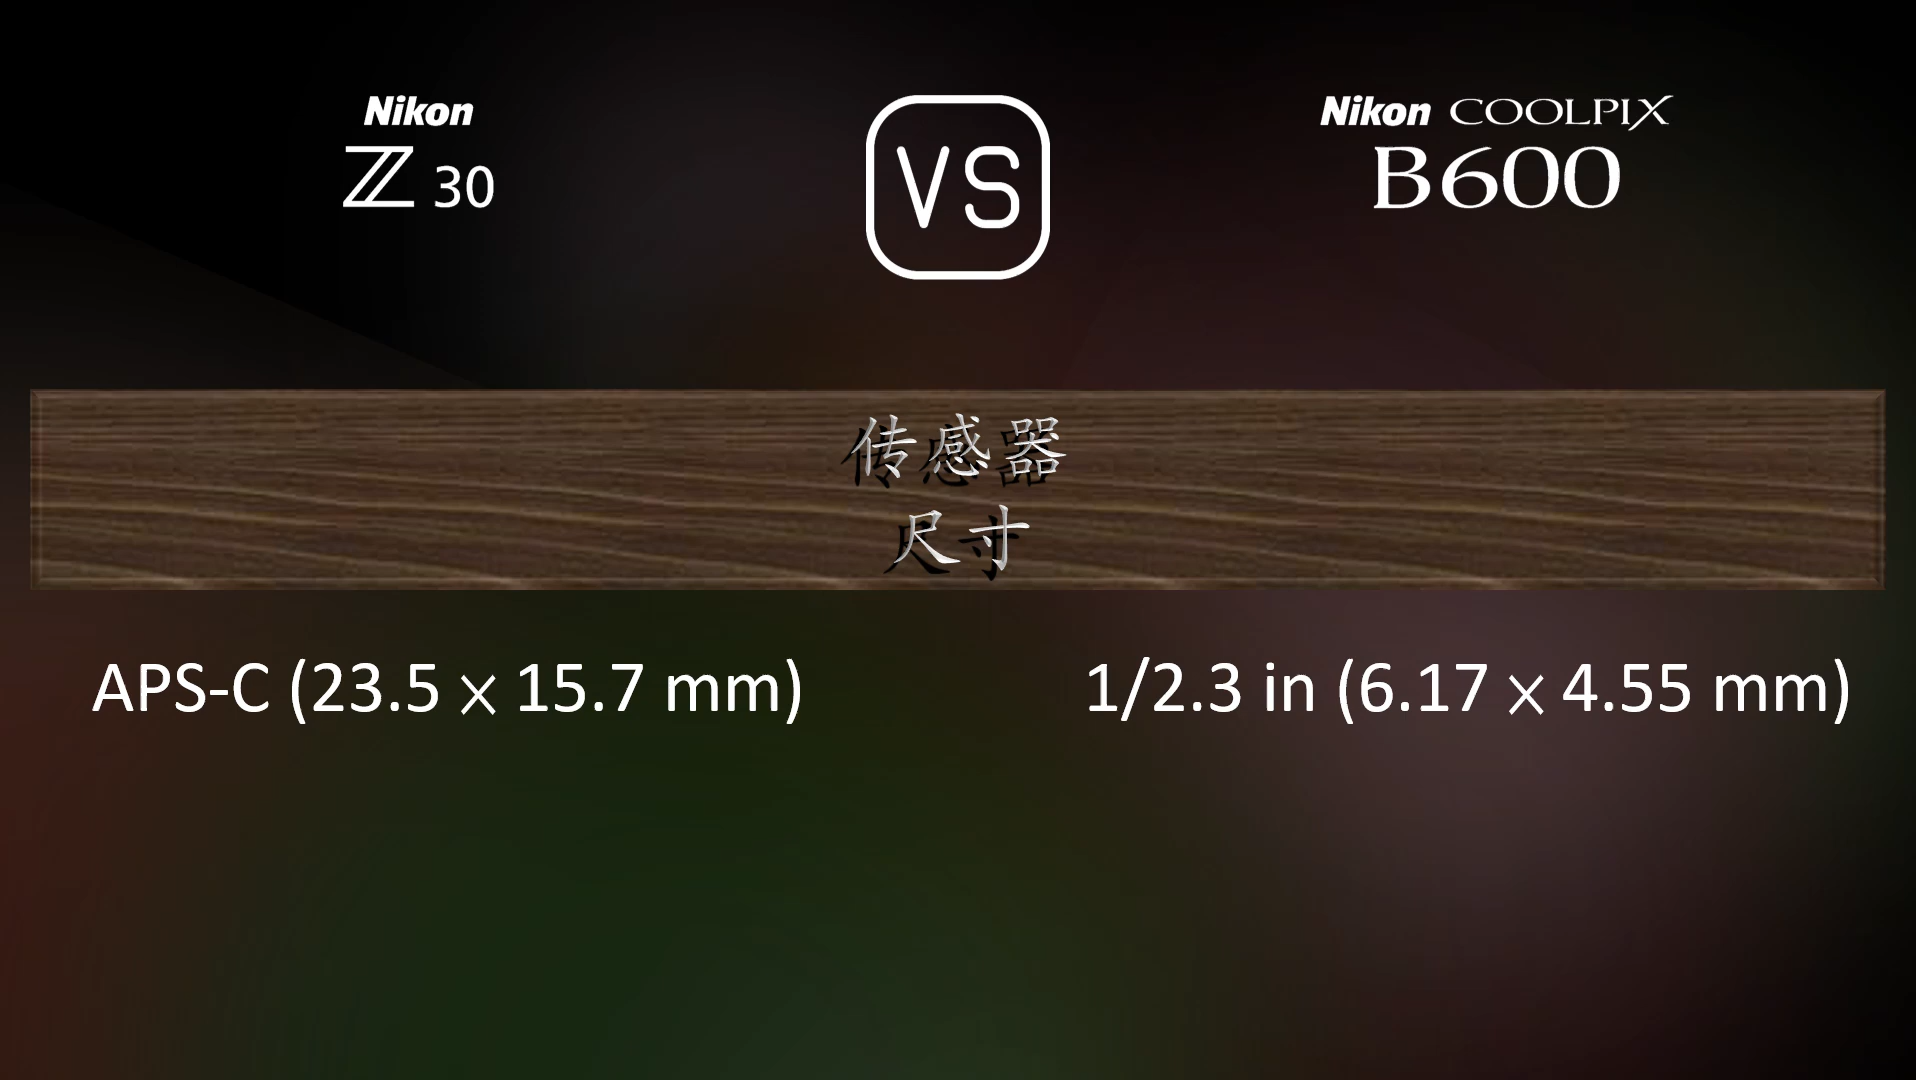 Nikon
Z 30
VS
Nikon COOLPIX
B600
传感器
尺寸
APS-C (23.5 x 15.7 mm)
1/2.3 in (6.17 x 4.55 mm)